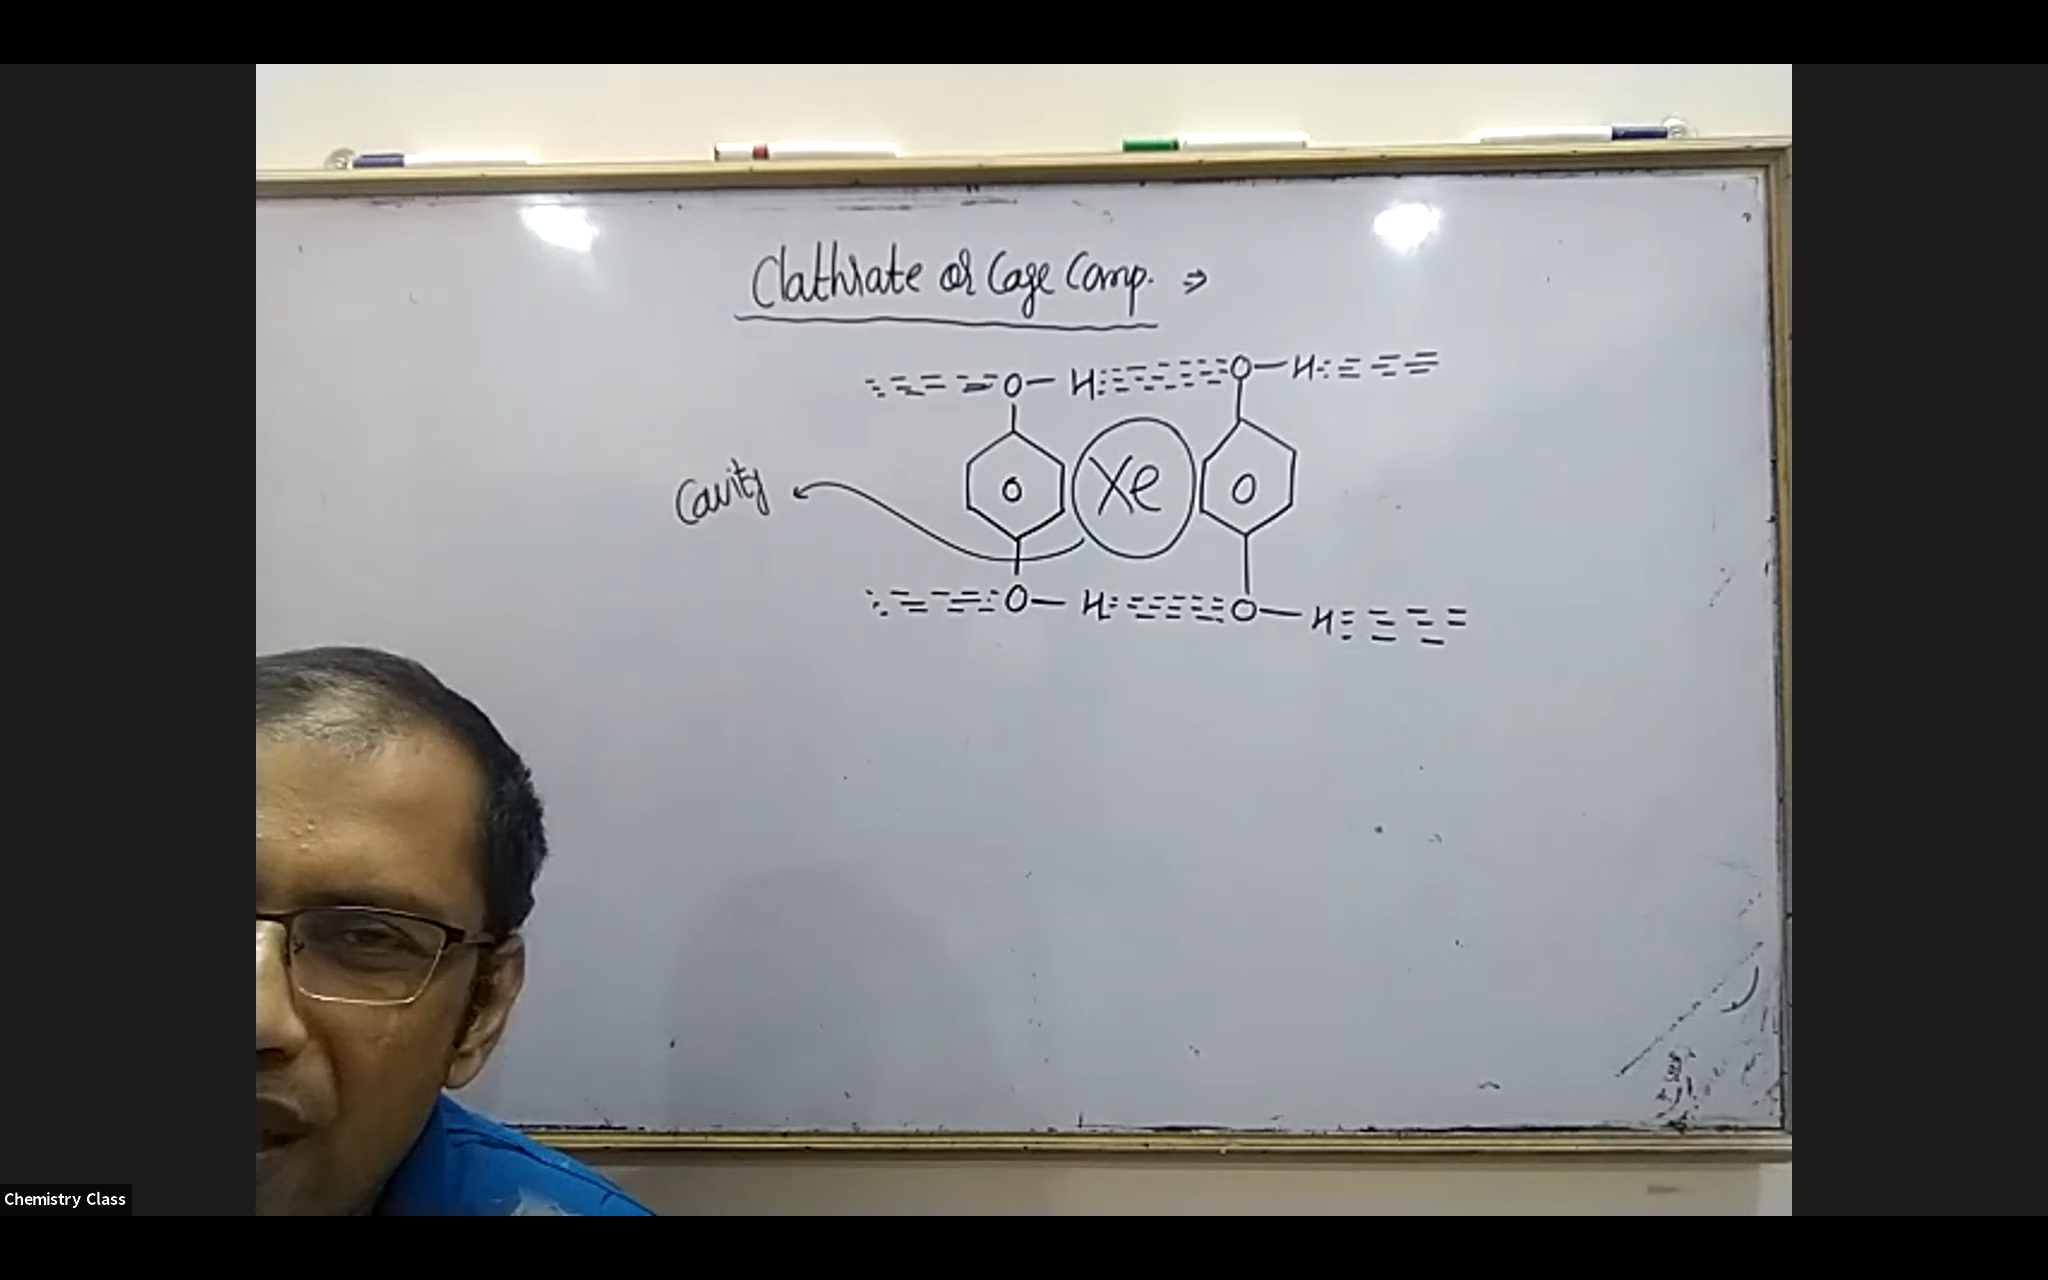 Clathrate or Cage Comp. ⇒
O — H O — H
Cavity Xe
O — H O — H
Chemistry Class